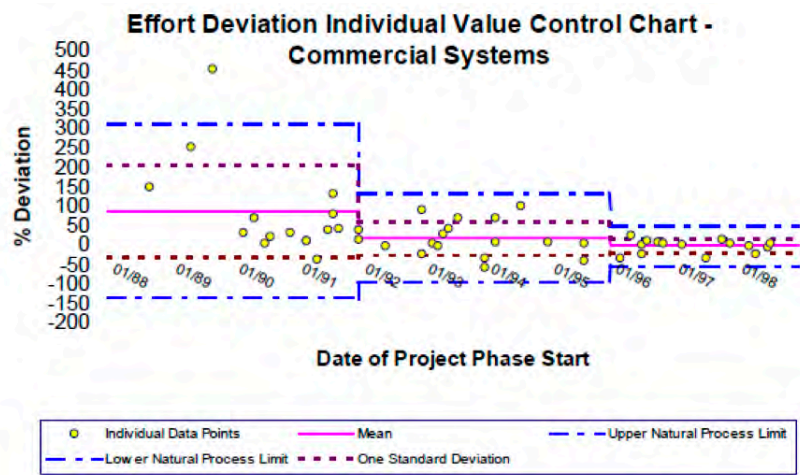 Effort Deviation Individual Value Control Chart -
Commercial Systems
% Deviation
500
450
400
350
300
250
200
150
100
50
0
-50
-100
-150
-200
01/88
01/89
01/90
01/91
01/92
01/93
01/94
01/95
01/96
01/97
01/98
Date of Project Phase Start
Individual Data Points
Mean
Upper Natural Process Limit
Lower Natural Process Limit
One Standard Deviation